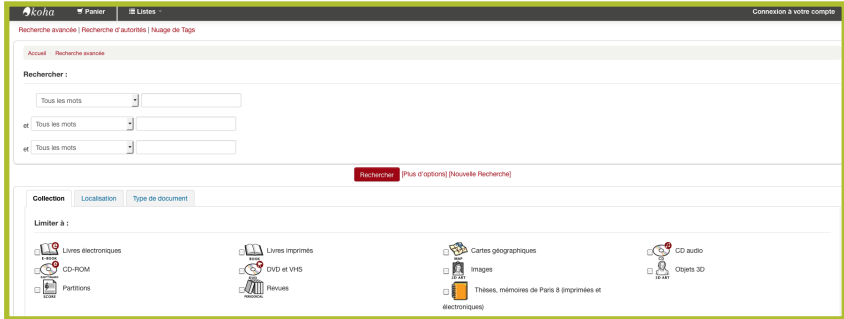 koha Panier Listes Connexion à votre compte
Recherche avancée | Recherche d'autorités | Nuage de Tags
Accueil Recherche avancée
Rechercher :
Tous les mots
et Tous les mots
et Tous les mots
Rechercher [Plus d'options] [Nouvelle Recherche]
Collection Localisation Type de document
Limiter à :
E-BOOK Livres électroniques BOOK Livres imprimés MAP Cartes géographiques CD CD audio
SOFTWARE CD-ROM DVD DVD et VHS 2D ART Images 3D ART Objets 3D
SCORE Partitions PERIODICAL Revues Thèses, mémoires de Paris 8 (imprimées et
électroniques)